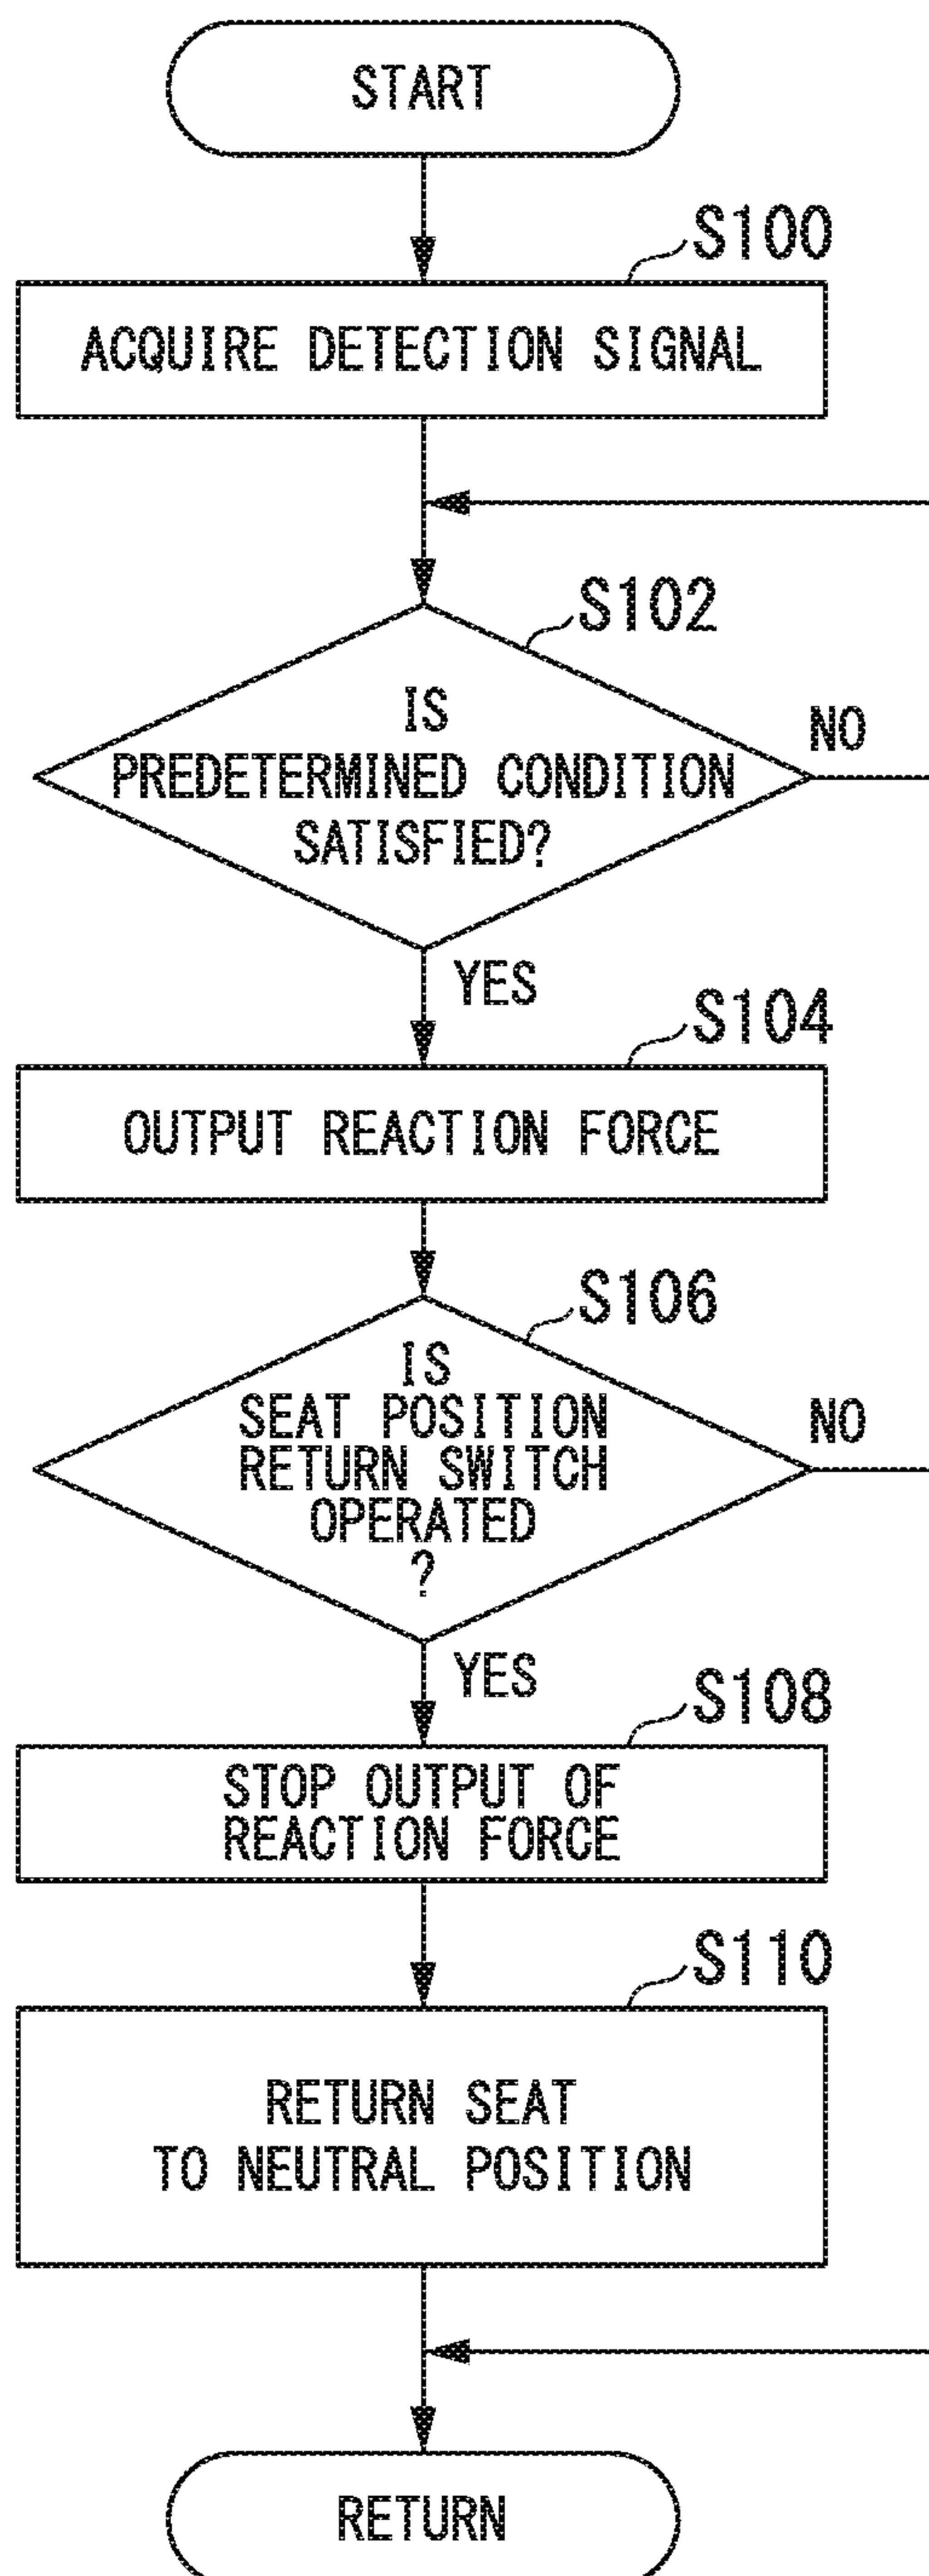 START
S100
ACQUIRE DETECTION SIGNAL
S102
IS
PREDETERMINED CONDITION
SATISFIED?
NO
YES
S104
OUTPUT REACTION FORCE
S106
IS
SEAT POSITION
RETURN SWITCH
OPERATED
?
NO
YES
S108
STOP OUTPUT OF
REACTION FORCE
S110
RETURN SEAT
TO NEUTRAL POSITION
RETURN